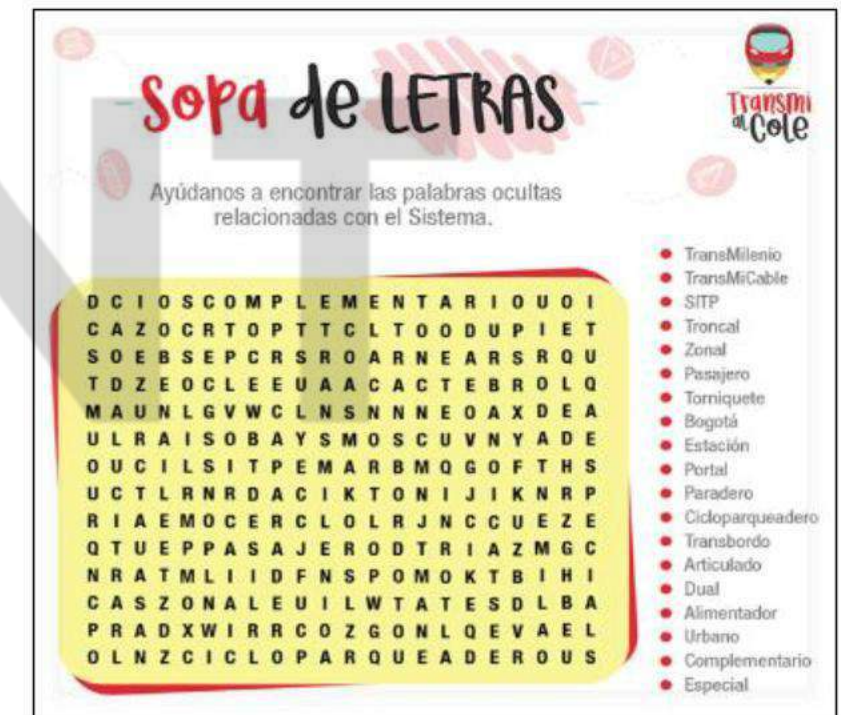 Sopa de LETRAS
Transmi
al Cole
Ayúdanos a encontrar las palabras ocultas
relacionadas con el Sistema.
D C I O S C O M P L E M E N T A R I O U O I
C A Z O C R T O P T T C L T O O D U P I E T
S O E B S E P C R S R O A R N E A R S R Q U
T D Z E O C L E E U A A C A C T E B R O L Q
M A U N L G V W C L N S N N N E O A X D E A
U L R A I S O B A Y S M O S C U V N Y A D E
O U C I L S I T P E M A R B M Q G O F T H S
U C T L R N R D A C I K T O N I J I K N R P
R I A E M O C E R C L O L R J N C C U E Z E
Q T U E P P A S A J E R O D T R I A Z M G C
N R A T M L I I D F N S P O M O K T B I H I
C A S Z O N A L E U I L W T A T E S D L B A
P R A D X W I R R C O Z G O N L Q E V A E L
O L N Z C I C L O P A R Q U E A D E R O U S
TransMilenio
TransMiCable
SITP
Troncal
Zonal
Pasajero
Torniquete
Bogotá
Estación
Portal
Paradero
Cicloparqueadero
Transbordo
Articulado
Dual
Alimentador
Urbano
Complementario
Especial